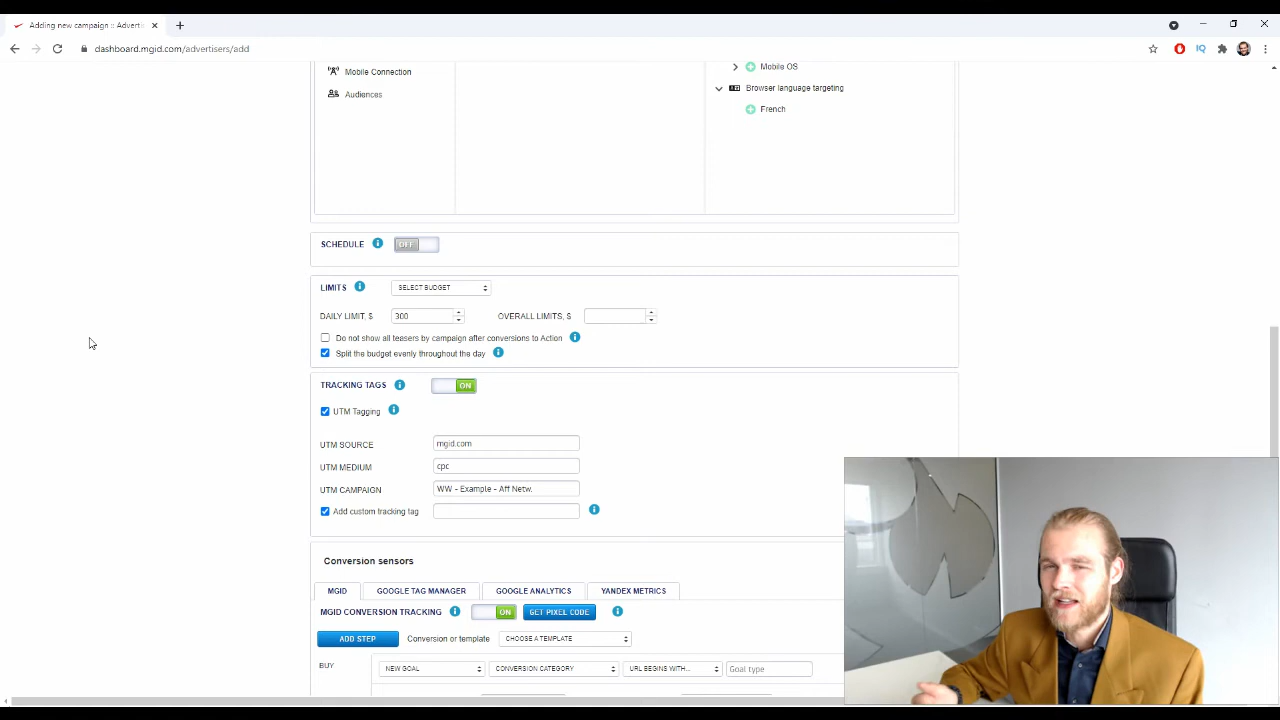 Adding new campaign :: Adverti
dashboard.mgid.com/advertisers/add
IQ
Mobile Connection
Audiences
Mobile OS
Browser language targeting
French
SCHEDULE OFF
LIMITS SELECT BUDGET
DAILY LIMIT, $ 300 OVERALL LIMITS, $
Do not show all teasers by campaign after conversions to Action
Split the budget evenly throughout the day
TRACKING TAGS ON
UTM Tagging
UTM SOURCE mgid.com
UTM MEDIUM cpc
UTM CAMPAIGN WW - Example - Aff Netw.
Add custom tracking tag
Conversion sensors
MGID GOOGLE TAG MANAGER GOOGLE ANALYTICS YANDEX METRICS
MGID CONVERSION TRACKING ON GET PIXEL CODE
ADD STEP Conversion or template CHOOSE A TEMPLATE
BUY NEW GOAL CONVERSION CATEGORY URL BEGINS WITH... Goal type